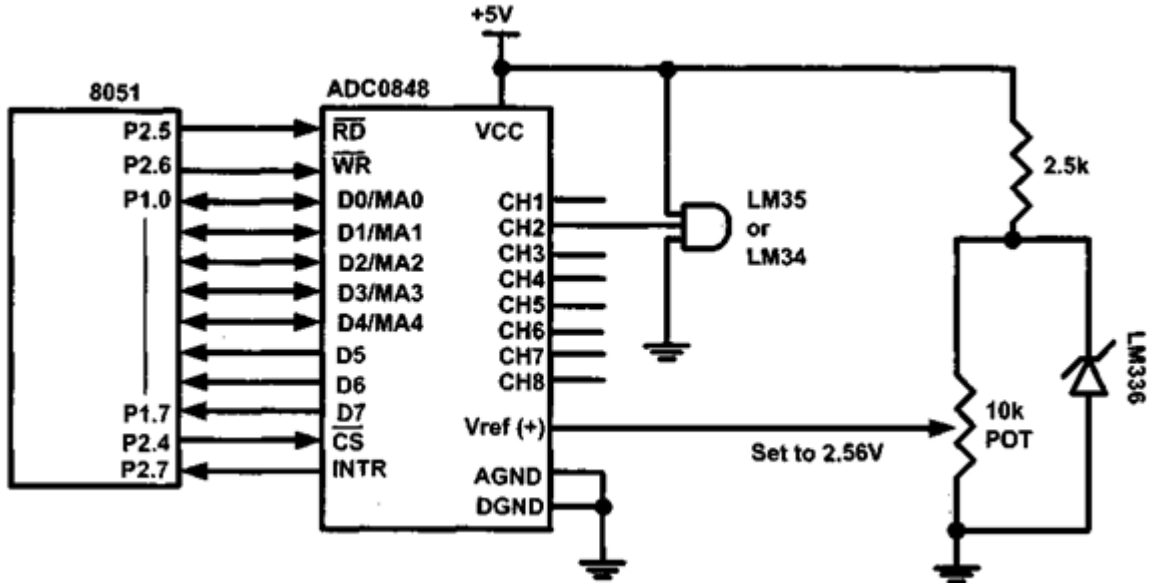 +5V
8051
ADC0848
P2.5
P2.6
P1.0
P1.7
P2.4
P2.7
RD
WR
D0/MA0
D1/MA1
D2/MA2
D3/MA3
D4/MA4
D5
D6
D7
CS
INTR
VCC
CH1
CH2
CH3
CH4
CH5
CH6
CH7
CH8
Vref (+)
AGND
DGND
LM35
or
LM34
2.5k
LM336
10k
POT
Set to 2.56V